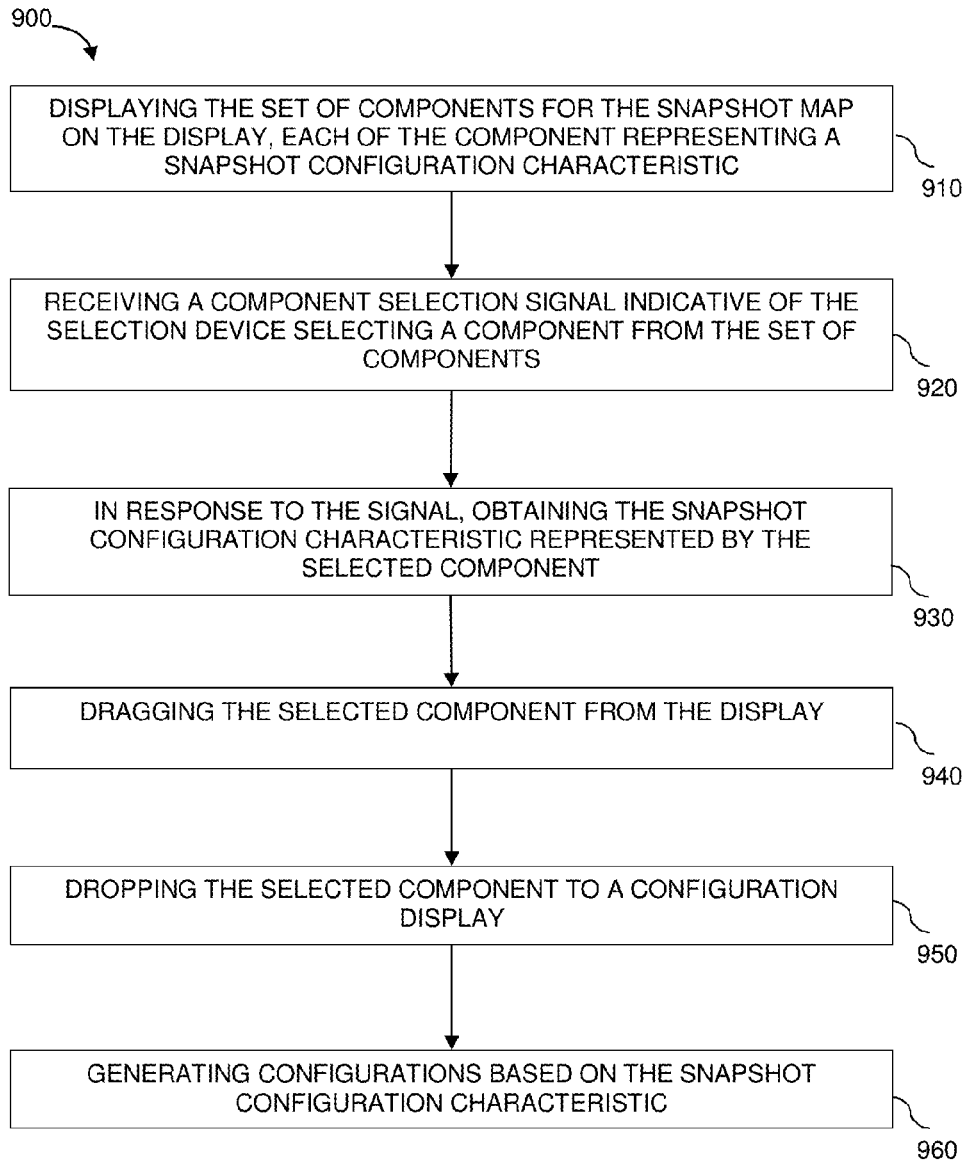 900
DISPLAYING THE SET OF COMPONENTS FOR THE SNAPSHOT MAP
ON THE DISPLAY, EACH OF THE COMPONENT REPRESENTING A
SNAPSHOT CONFIGURATION CHARACTERISTIC
910
RECEIVING A COMPONENT SELECTION SIGNAL INDICATIVE OF THE
SELECTION DEVICE SELECTING A COMPONENT FROM THE SET OF
COMPONENTS
920
IN RESPONSE TO THE SIGNAL, OBTAINING THE SNAPSHOT
CONFIGURATION CHARACTERISTIC REPRESENTED BY THE
SELECTED COMPONENT
930
DRAGGING THE SELECTED COMPONENT FROM THE DISPLAY
940
DROPPING THE SELECTED COMPONENT TO A CONFIGURATION
DISPLAY
950
GENERATING CONFIGURATIONS BASED ON THE SNAPSHOT
CONFIGURATION CHARACTERISTIC
960